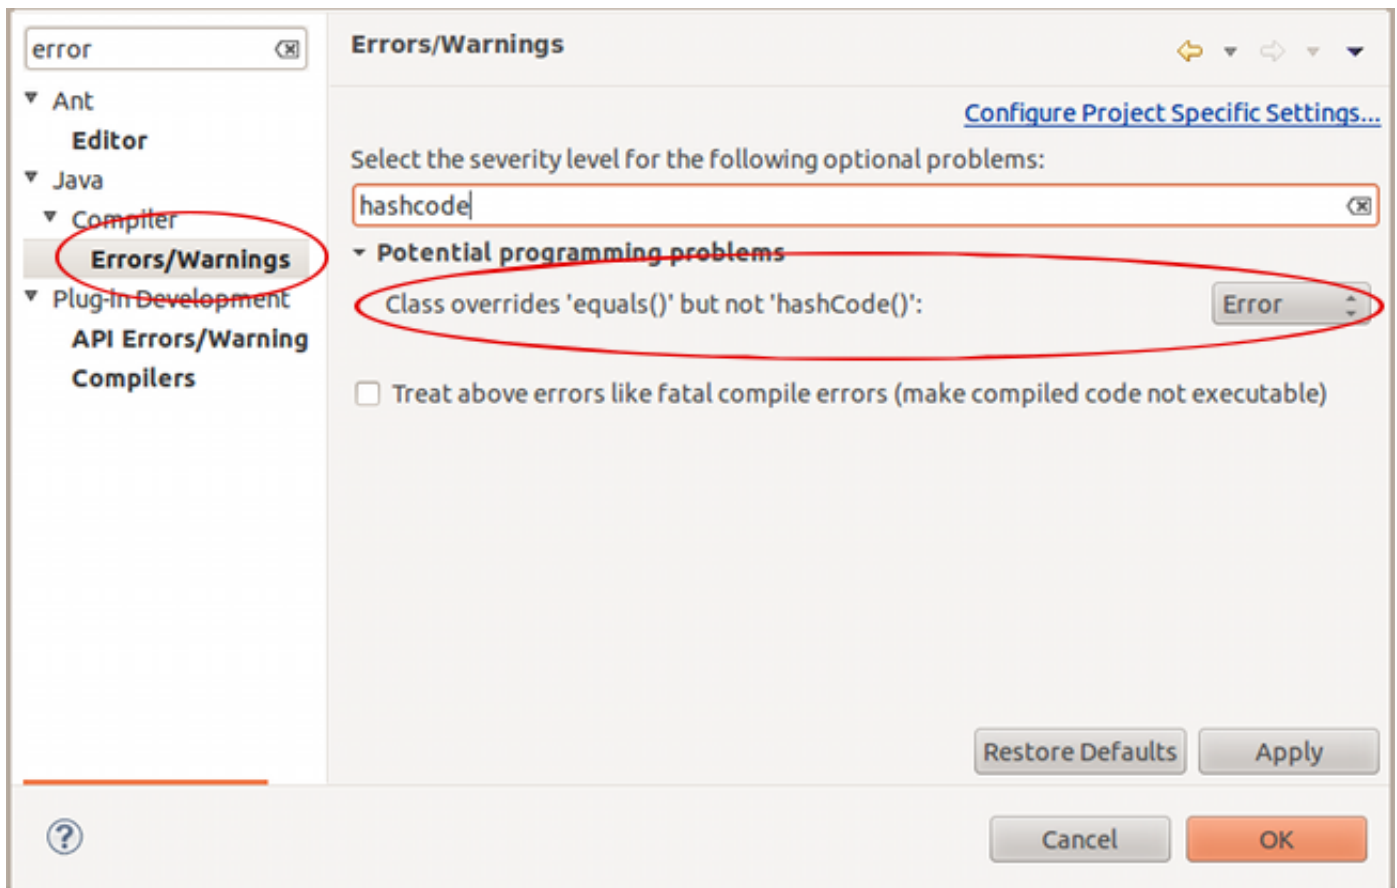 error
Ant
Editor
Java
Compiler
Errors/Warnings
Plug-in Development
API Errors/Warning
Compilers
Errors/Warnings
Configure Project Specific Settings...
Select the severity level for the following optional problems:
hashcode
Potential programming problems
Class overrides 'equals()' but not 'hashCode()':
Error
Treat above errors like fatal compile errors (make compiled code not executable)
Restore Defaults
Apply
?
Cancel
OK